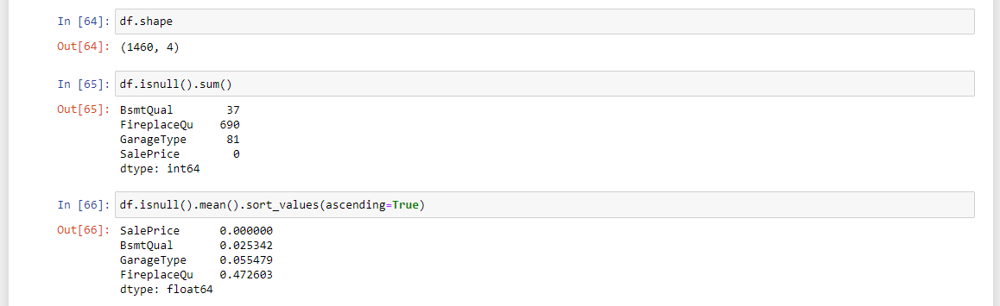 In [64]: df.shape
Out[64]: (1460, 4)
In [65]: df.isnull().sum()
Out[65]: BsmtQual 37
FireplaceQu 690
GarageType 81
SalePrice 0
dtype: int64
In [66]: df.isnull().mean().sort_values(ascending=True)
Out[66]: SalePrice 0.000000
BsmtQual 0.025342
GarageType 0.055479
FireplaceQu 0.472603
dtype: float64